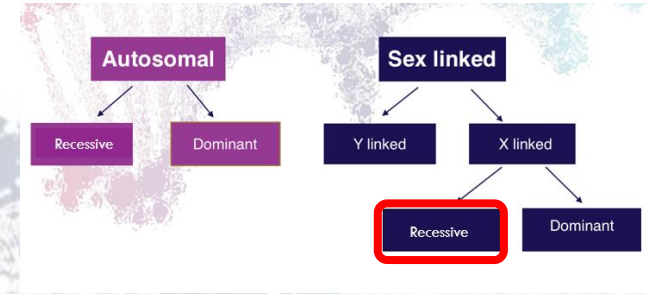 Autosomal
Sex linked
Recessive
Dominant
Y linked
X linked
Recessive
Dominant